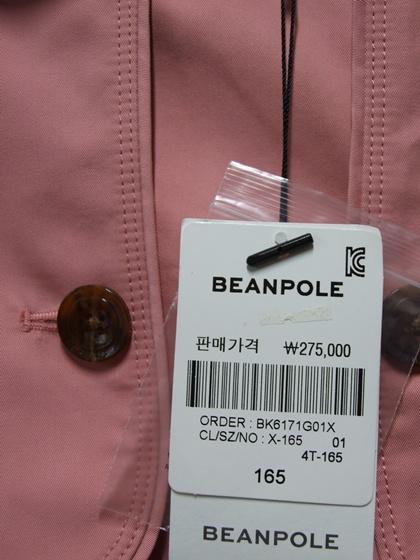 BEANPOLE
판매가격 ₩275,000
ORDER : BK6171G01X
CL/SZ/NO : X-165 01
4T-165
165
BEANPOLE